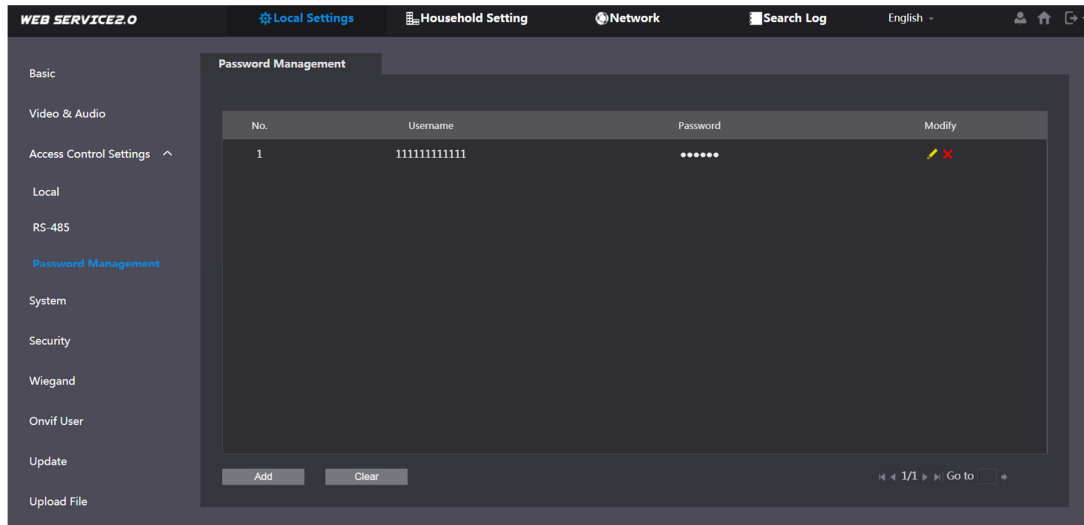 WEB SERVICE2.0 Local Settings Household Setting Network Search Log English
Basic
Video & Audio
Access Control Settings
Local
RS-485
Password Management
System
Security
Wiegand
Onvif User
Update
Upload File
Password Management
No. Username Password Modify
1 111111111111 ●●●●●●
Add Clear 1/1 Go to